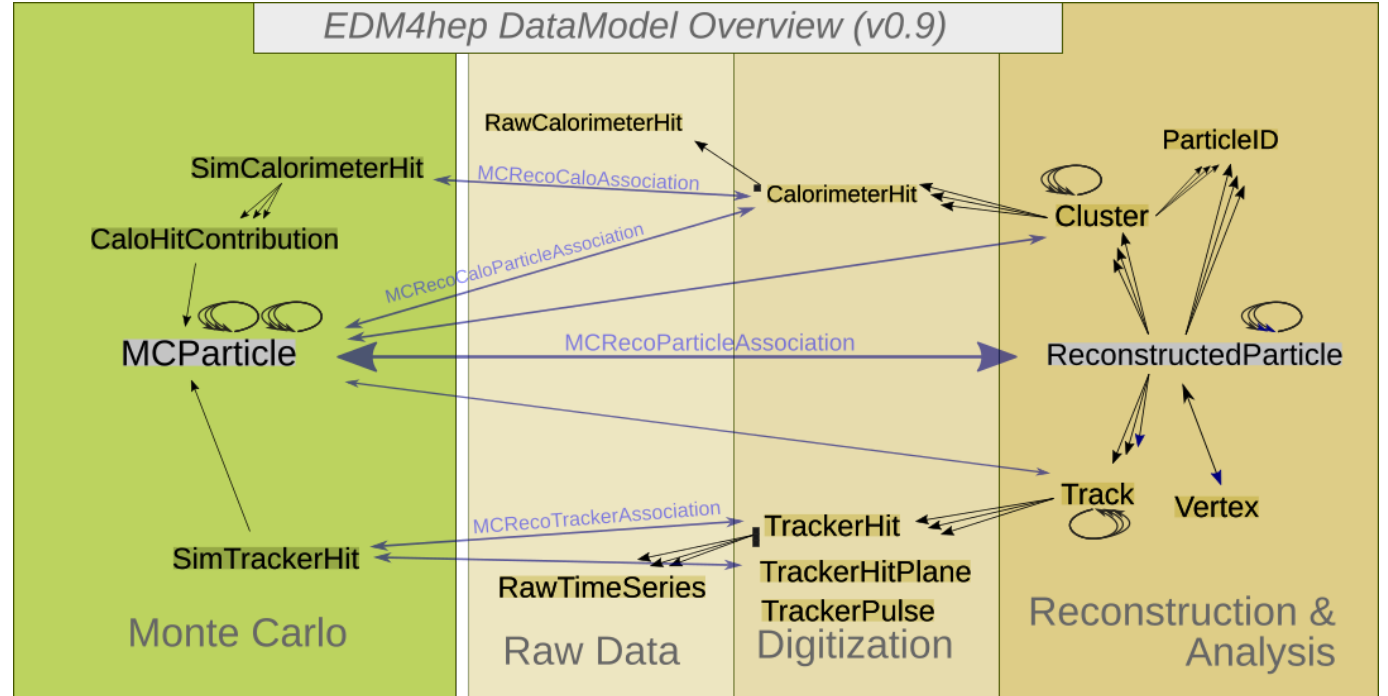 EDM4hep DataModel Overview (v0.9)
RawCalorimeterHit
ParticleID
SimCalorimeterHit
MCRecoCaloAssociation
CalorimeterHit
Cluster
CaloHitContribution
MCRecoCaloParticleAssociation
MCParticle
MCRecoParticleAssociation
ReconstructedParticle
Track
Vertex
MCRecoTrackerAssociation
TrackerHit
SimTrackerHit
RawTimeSeries
TrackerHitPlane
TrackerPulse
Monte Carlo
Raw Data
Digitization
Reconstruction &
Analysis